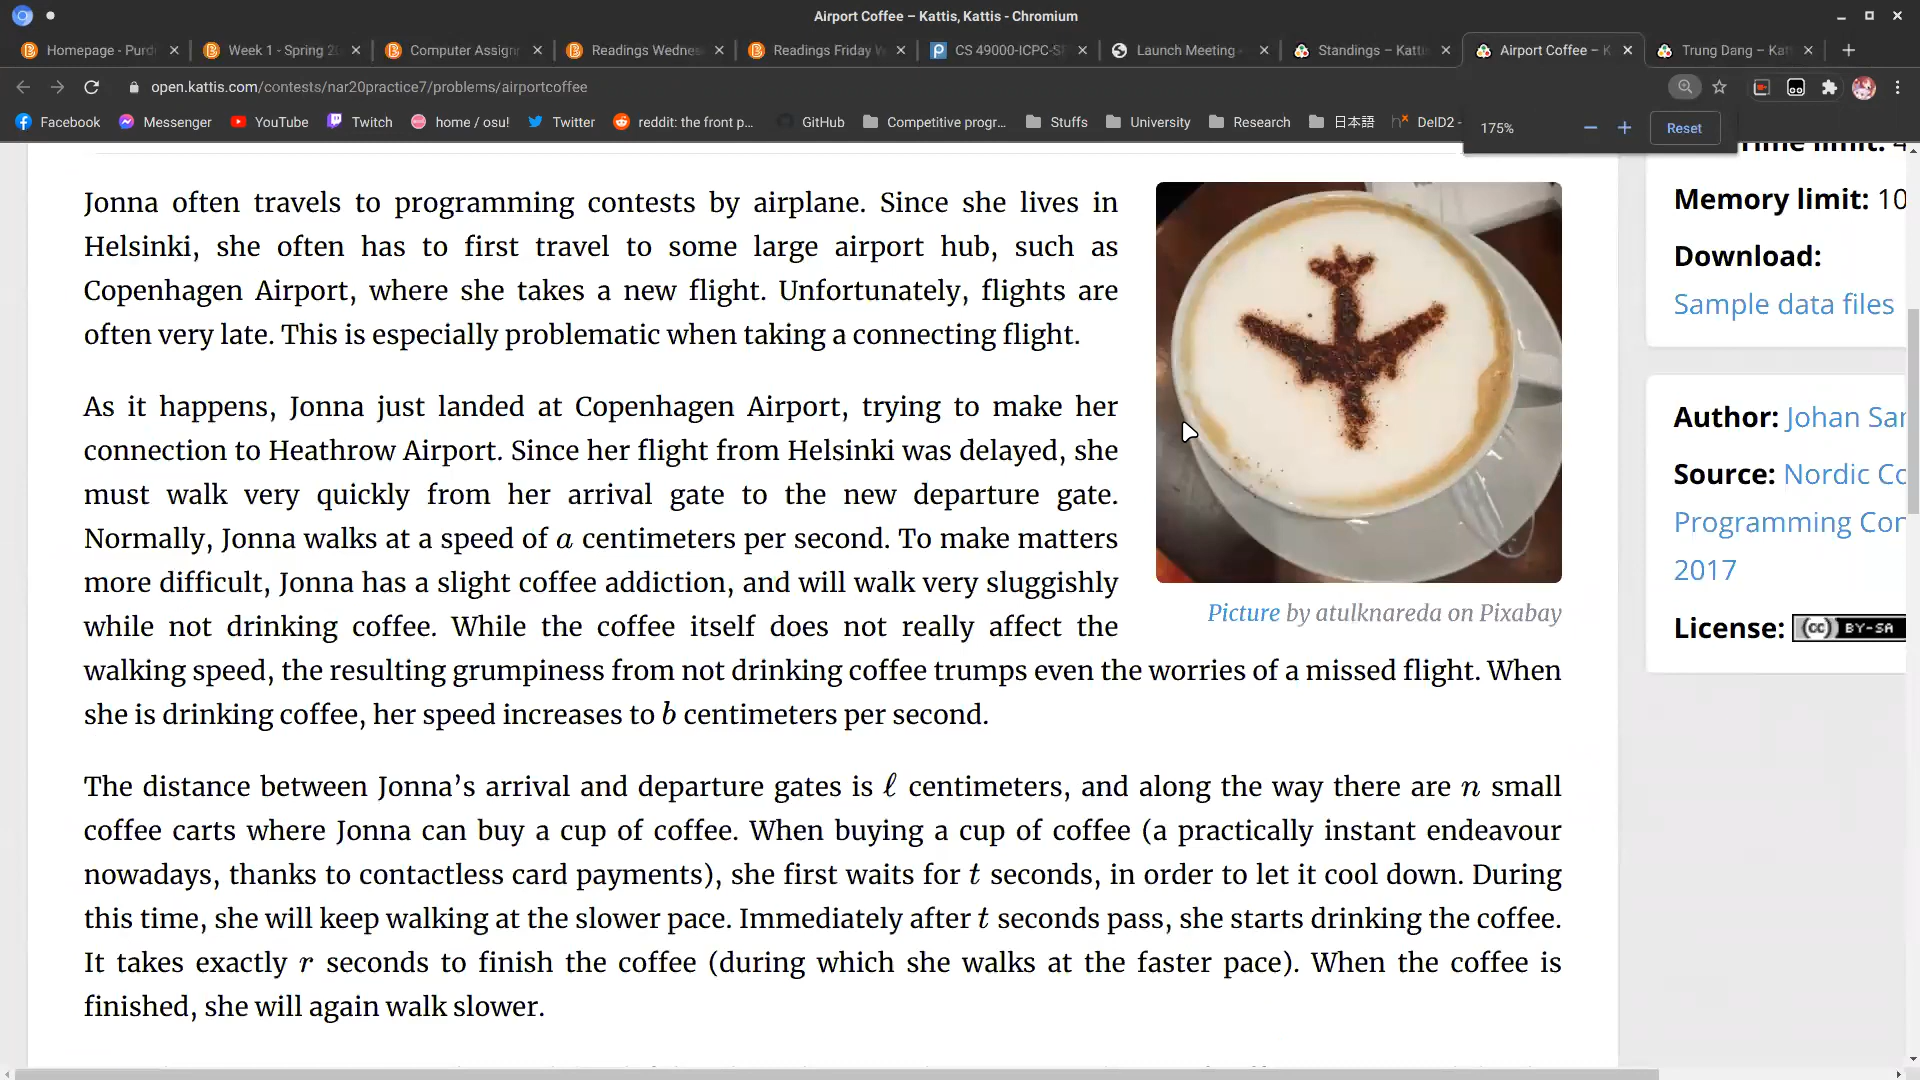 Airport Coffee – Kattis, Kattis - Chromium
Homepage - Purd
Week 1 - Spring 2
Computer Assign
Readings Wednes
Readings Friday
CS 49000-ICPC-S
Launch Meeting -
Standings – Katti
Airport Coffee – K
Trung Dang – Kat
open.kattis.com/contests/nar20practice7/problems/airportcoffee
Facebook Messenger YouTube Twitch home / osu! Twitter reddit: the front p... GitHub Competitive progr... Stuffs University Research 日本語 DeID2 -
175% Reset
Jonna often travels to programming contests by airplane. Since she lives in
Helsinki, she often has to first travel to some large airport hub, such as
Copenhagen Airport, where she takes a new flight. Unfortunately, flights are
often very late. This is especially problematic when taking a connecting flight.
As it happens, Jonna just landed at Copenhagen Airport, trying to make her
connection to Heathrow Airport. Since her flight from Helsinki was delayed, she
must walk very quickly from her arrival gate to the new departure gate.
Normally, Jonna walks at a speed of a centimeters per second. To make matters
more difficult, Jonna has a slight coffee addiction, and will walk very sluggishly
while not drinking coffee. While the coffee itself does not really affect the
walking speed, the resulting grumpiness from not drinking coffee trumps even the worries of a missed flight. When
she is drinking coffee, her speed increases to b centimeters per second.
The distance between Jonna’s arrival and departure gates is ℓ centimeters, and along the way there are n small
coffee carts where Jonna can buy a cup of coffee. When buying a cup of coffee (a practically instant endeavour
nowadays, thanks to contactless card payments), she first waits for t seconds, in order to let it cool down. During
this time, she will keep walking at the slower pace. Immediately after t seconds pass, she starts drinking the coffee.
It takes exactly r seconds to finish the coffee (during which she walks at the faster pace). When the coffee is
finished, she will again walk slower.
Picture by atulknareda on Pixabay
Time limit: 4
Memory limit: 10
Download:
Sample data files
Author: Johan Sar
Source: Nordic Co
Programming Con
2017
License: cc BY-SA